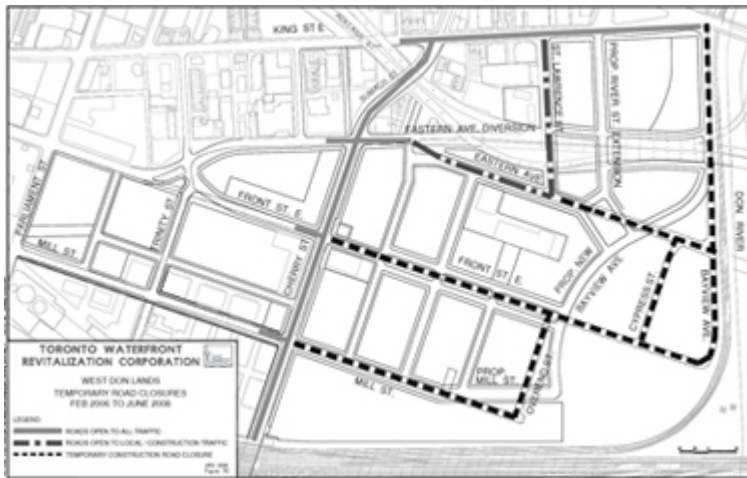 KING ST E
ST LAWRENCE ST
PROP RIVER ST EXTENSION
EASTERN AVE DIVERSION
EASTERN AVE
DON RIVER
PARLIAMENT ST
TRINITY ST.
FRONT ST. E.
MILL ST.
CHERRY ST.
FRONT ST. E.
PROP NEW
BAYVIEW AVE
CYPRESS ST.
BAYVIEW AVE.
PROP.
MILL ST.
OVEREND ST
MILL ST.
TORONTO WATERFRONT
REVITALIZATION CORPORATION
WEST DON LANDS
TEMPORARY ROAD CLOSURES
FEB 2006 TO JUNE 2008
LEGEND:
ROADS OPEN TO ALL TRAFFIC
ROADS OPEN TO LOCAL / CONSTRUCTION TRAFFIC
TEMPORARY CONSTRUCTION ROAD CLOSURE